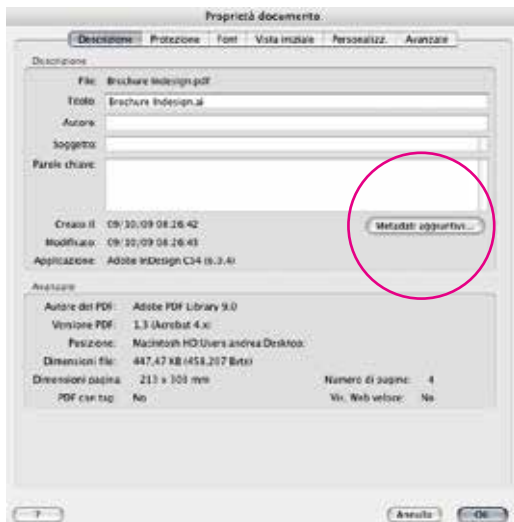 Proprietà documento
Descrizione Protezione Font Vista iniziale Personalizz. Avanzate
Descrizione
File: Brochure Indesign.pdf
Titolo: Brochure Indesign.ai
Autore:
Soggetto:
Parole chiave:
Creato il: 09/10/09 08.26.42 Metadati aggiuntivi...
Modificato: 09/10/09 08.26.43
Applicazione: Adobe InDesign CS4 (6.0.4)
Avanzate
Autore del PDF: Adobe PDF Library 9.0
Versione PDF: 1.3 (Acrobat 4.x)
Posizione: Macintosh HD:Users:andrea:Desktop:
Dimensioni file: 447,47 KB (458.207 Byte)
Dimensioni pagina: 213 x 303 mm Numero di pagine: 4
PDF con tag: No Vis. Web veloce: No
? Annulla OK